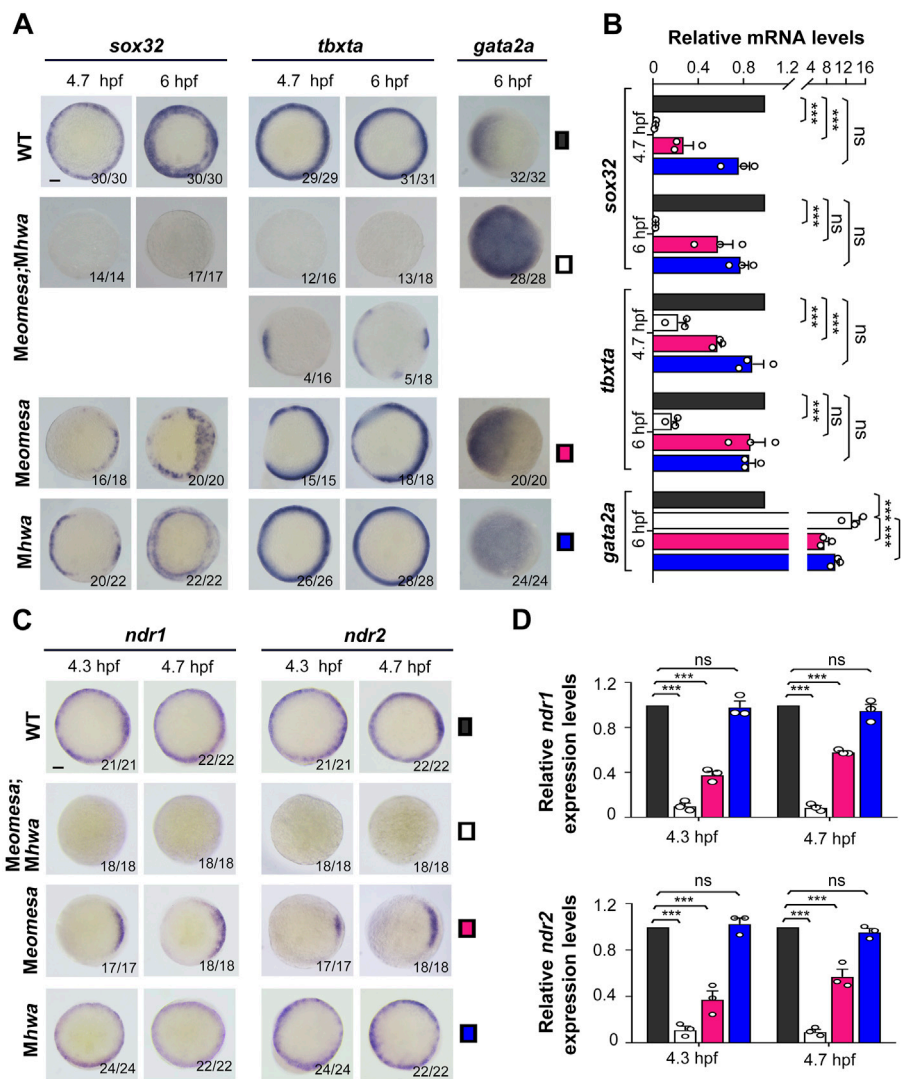 A
sox32
tbxta
gata2a
4.7 hpf
6 hpf
4.7 hpf
6 hpf
6 hpf
WT
30/30
30/30
29/29
31/31
32/32
Meomesa;Mhwa
14/14
17/17
12/16
13/18
28/28
4/16
5/18
Meomesa
16/18
20/20
15/15
18/18
20/20
Mhwa
20/22
22/22
26/26
28/28
24/24
B
Relative mRNA levels
0 0.4 0.8 1.2 4 8 12 16
sox32
4.7 hpf
***
***
ns
6 hpf
***
ns
ns
tbxta
4.7 hpf
***
***
ns
6 hpf
***
ns
ns
gata2a
6 hpf
***
***
***
C
ndr1
ndr2
4.3 hpf
4.7 hpf
4.3 hpf
4.7 hpf
WT
21/21
22/22
21/21
22/22
Meomesa;
Mhwa
18/18
18/18
18/18
18/18
Meomesa
17/17
18/18
17/17
18/18
Mhwa
24/24
22/22
24/24
22/22
D
Relative ndr1
expression levels
1.2
0.4
0
ns
***
***
ns
***
***
4.3 hpf
4.7 hpf
Relative ndr2
expression levels
1.2
0.4
0
ns
***
***
ns
***
***
4.3 hpf
4.7 hpf